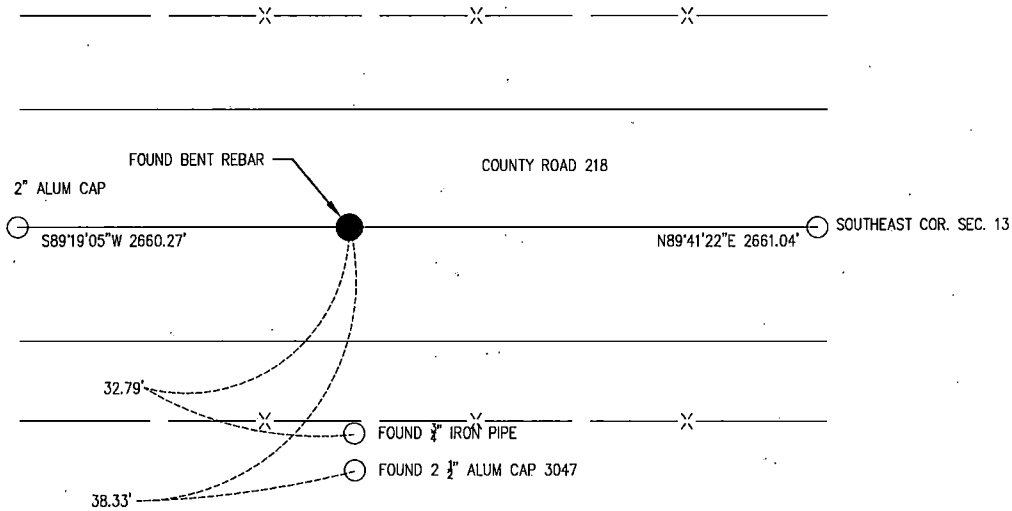 FOUND BENT REBAR
COUNTY ROAD 218
2" ALUM CAP
S89°19'05"W 2660.27'
N89°41'22"E 2661.04'
SOUTHEAST COR. SEC. 13
32.79'
FOUND 3/4" IRON PIPE
FOUND 2 1/2" ALUM CAP 3047
38.33'